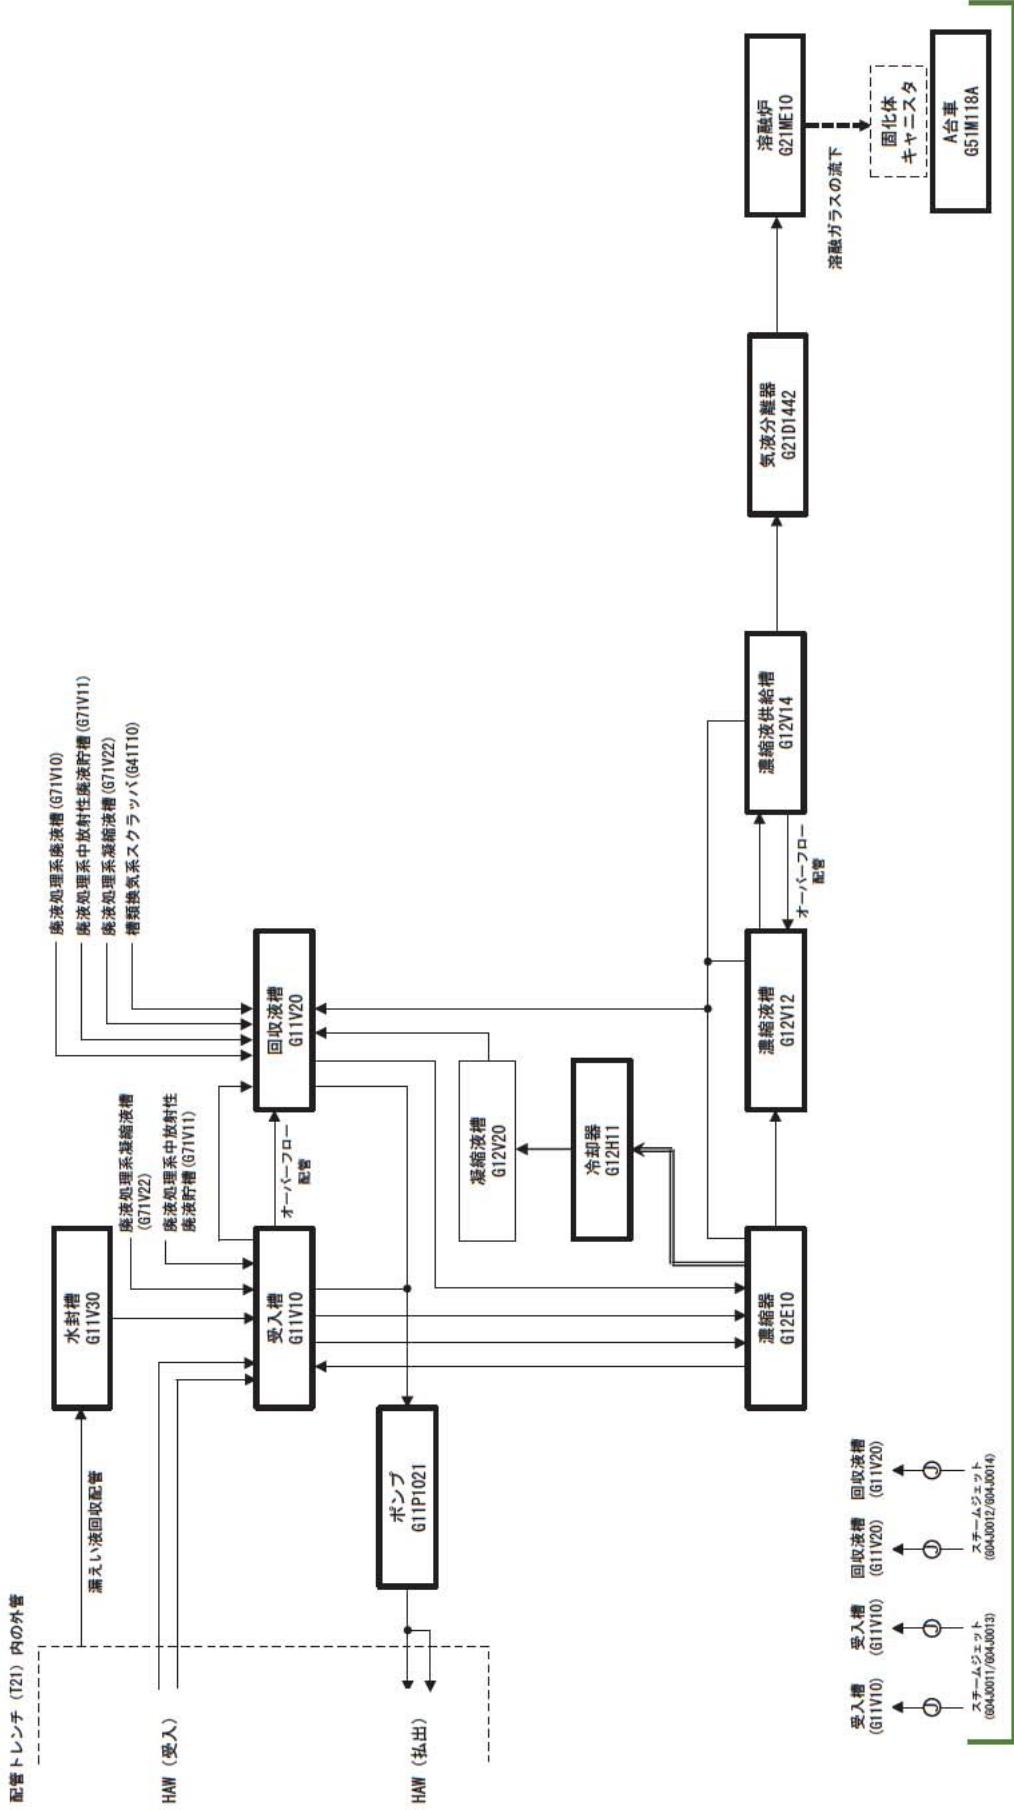 配管トレンチ (T21) 内の外管
HAW (受入)
HAW (払出)
漏えい液回収配管
水封槽
G11V30
廃液処理系凝縮液槽
(G71V22)
廃液処理系中放射性
廃液貯槽(G71V11)
廃液処理系廃液槽(G71V10)
廃液処理系中放射性廃液貯槽(G71V11)
廃液処理系凝縮液槽(G71V22)
槽類換気系スクラッバ(G41T10)
受入槽
G11V10
オーバーフロー
配管
回収液槽
G11V20
ポンプ
G11P1021
凝縮液槽
G12V20
冷却器
G12H11
濃縮器
G12E10
濃縮液槽
G12V12
オーバーフロー
配管
濃縮液供給槽
G12V14
気液分離器
G21D1442
溶融炉
G21ME10
溶融ガラスの流下
固化体
キャニスタ
A台車
G51M118A
受入槽
(G11V10)
受入槽
(G11V10)
回収液槽
(G11V20)
回収液槽
(G11V20)
J
J
J
J
スチームジェット
(G04J0011/G04J0013)
スチームジェット
(G04J0012/G04J0014)